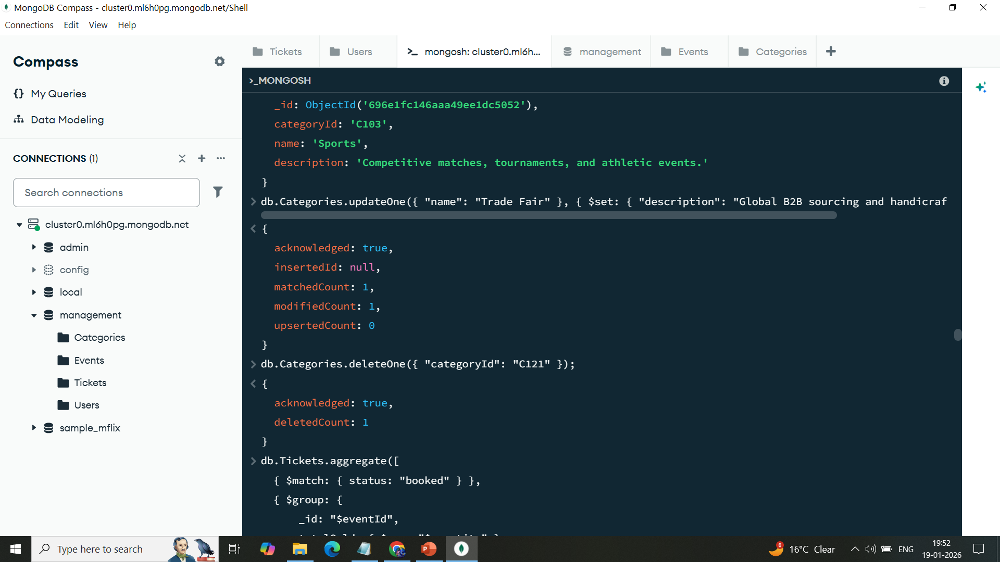 MongoDB Compass - cluster0.ml6h0pg.mongodb.net/Shell
Connections Edit View Help
Compass
My Queries
Data Modeling
CONNECTIONS (1)
Search connections
cluster0.ml6h0pg.mongodb.net
admin
config
local
management
Categories
Events
Tickets
Users
sample_mflix
Tickets Users mongosh: cluster0.ml6h... management Events Categories
>_MONGOSH
_id: ObjectId('696e1fc146aaa49ee1dc5052'),
categoryId: 'C103',
name: 'Sports',
description: 'Competitive matches, tournaments, and athletic events.'
}
> db.Categories.updateOne({ "name": "Trade Fair" }, { $set: { "description": "Global B2B sourcing and handicraf
< {
acknowledged: true,
insertedId: null,
matchedCount: 1,
modifiedCount: 1,
upsertedCount: 0
}
> db.Categories.deleteOne({ "categoryId": "C121" });
< {
acknowledged: true,
deletedCount: 1
}
> db.Tickets.aggregate([
{ $match: { status: "booked" } },
{ $group: {
_id: "$eventId",
Type here to search
6
16°C Clear
ENG
19:52
19-01-2026